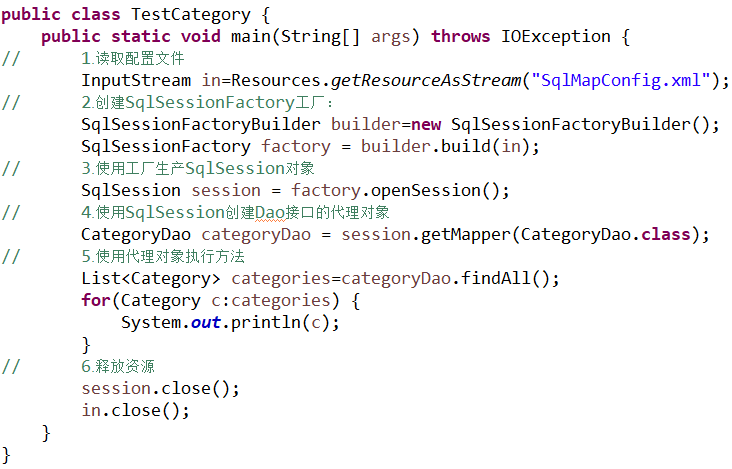 public class TestCategory {
    public static void main(String[] args) throws IOException {
//      1.读取配置文件
        InputStream in=Resources.getResourceAsStream("SqlMapConfig.xml");
//      2.创建SqlSessionFactory工厂：
        SqlSessionFactoryBuilder builder=new SqlSessionFactoryBuilder();
        SqlSessionFactory factory = builder.build(in);
//      3.使用工厂生产SqlSession对象
        SqlSession session = factory.openSession();
//      4.使用SqlSession创建Dao接口的代理对象
        CategoryDao categoryDao = session.getMapper(CategoryDao.class);
//      5.使用代理对象执行方法
        List<Category> categories=categoryDao.findAll();
        for(Category c:categories) {
            System.out.println(c);
        }
//      6.释放资源
        session.close();
        in.close();
    }
}